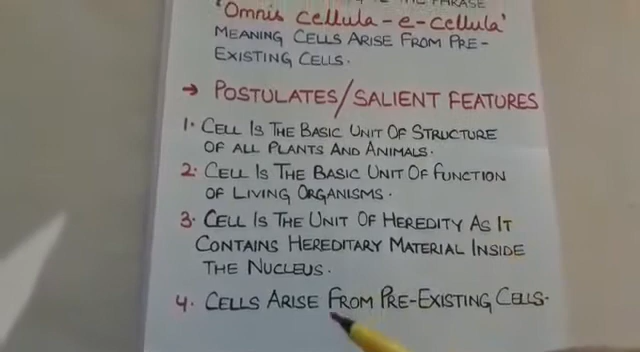 THE PHRASE
'Omnis cellula-e-cellula'
MEANING CELLS ARISE FROM PRE-
EXISTING CELLS.
→ POSTULATES/SALIENT FEATURES
1. CELL IS THE BASIC UNIT OF STRUCTURE
OF ALL PLANTS AND ANIMALS.
2. CELL IS THE BASIC UNIT OF FUNCTION
OF LIVING ORGANISMS.
3. CELL IS THE UNIT OF HEREDITY AS IT
CONTAINS HEREDITARY MATERIAL INSIDE
THE NUCLEUS.
4. CELLS ARISE FROM PRE-EXISTING CELLS.